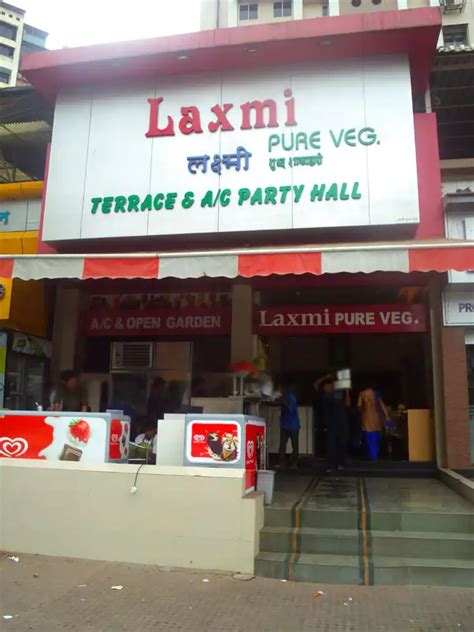 Laxmi
PURE VEG.
लक्ष्मी
शुद्ध शाकाहारी
TERRACE & A/C PARTY HALL
A/C & OPEN GARDEN
Laxmi PURE VEG.